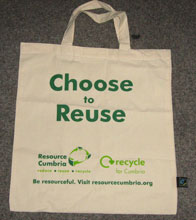 Choose
to
Reuse
Resource
Cumbria
reduce • reuse • recycle
recycle
for Cumbria
Be resourceful. Visit resourcecumbria.org